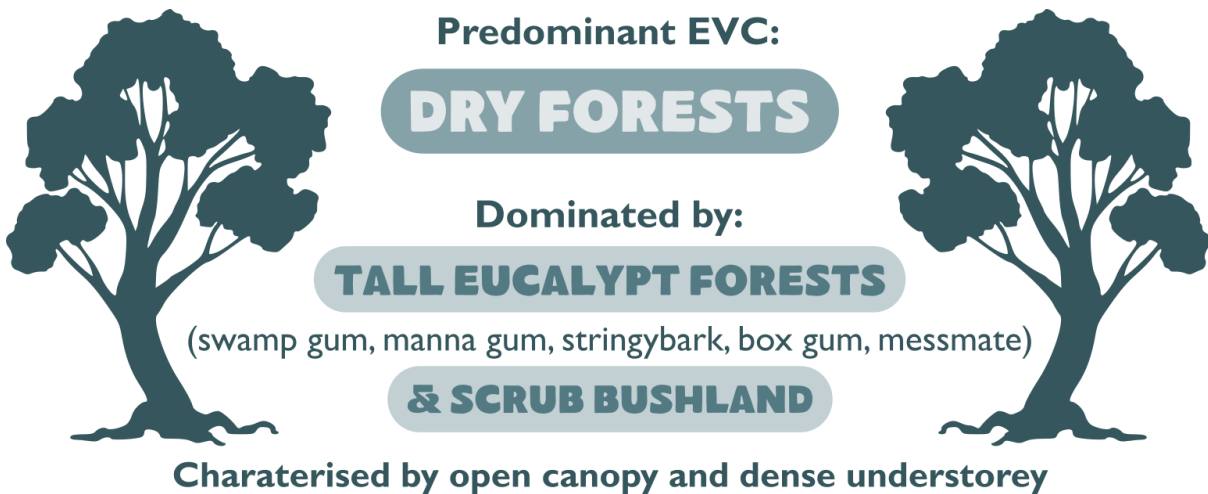 Predominant EVC:
DRY FORESTS
Dominated by:
TALL EUCALYPT FORESTS
(swamp gum, manna gum, stringybark, box gum, messmate)
& SCRUB BUSHLAND
Charaterised by open canopy and dense understorey